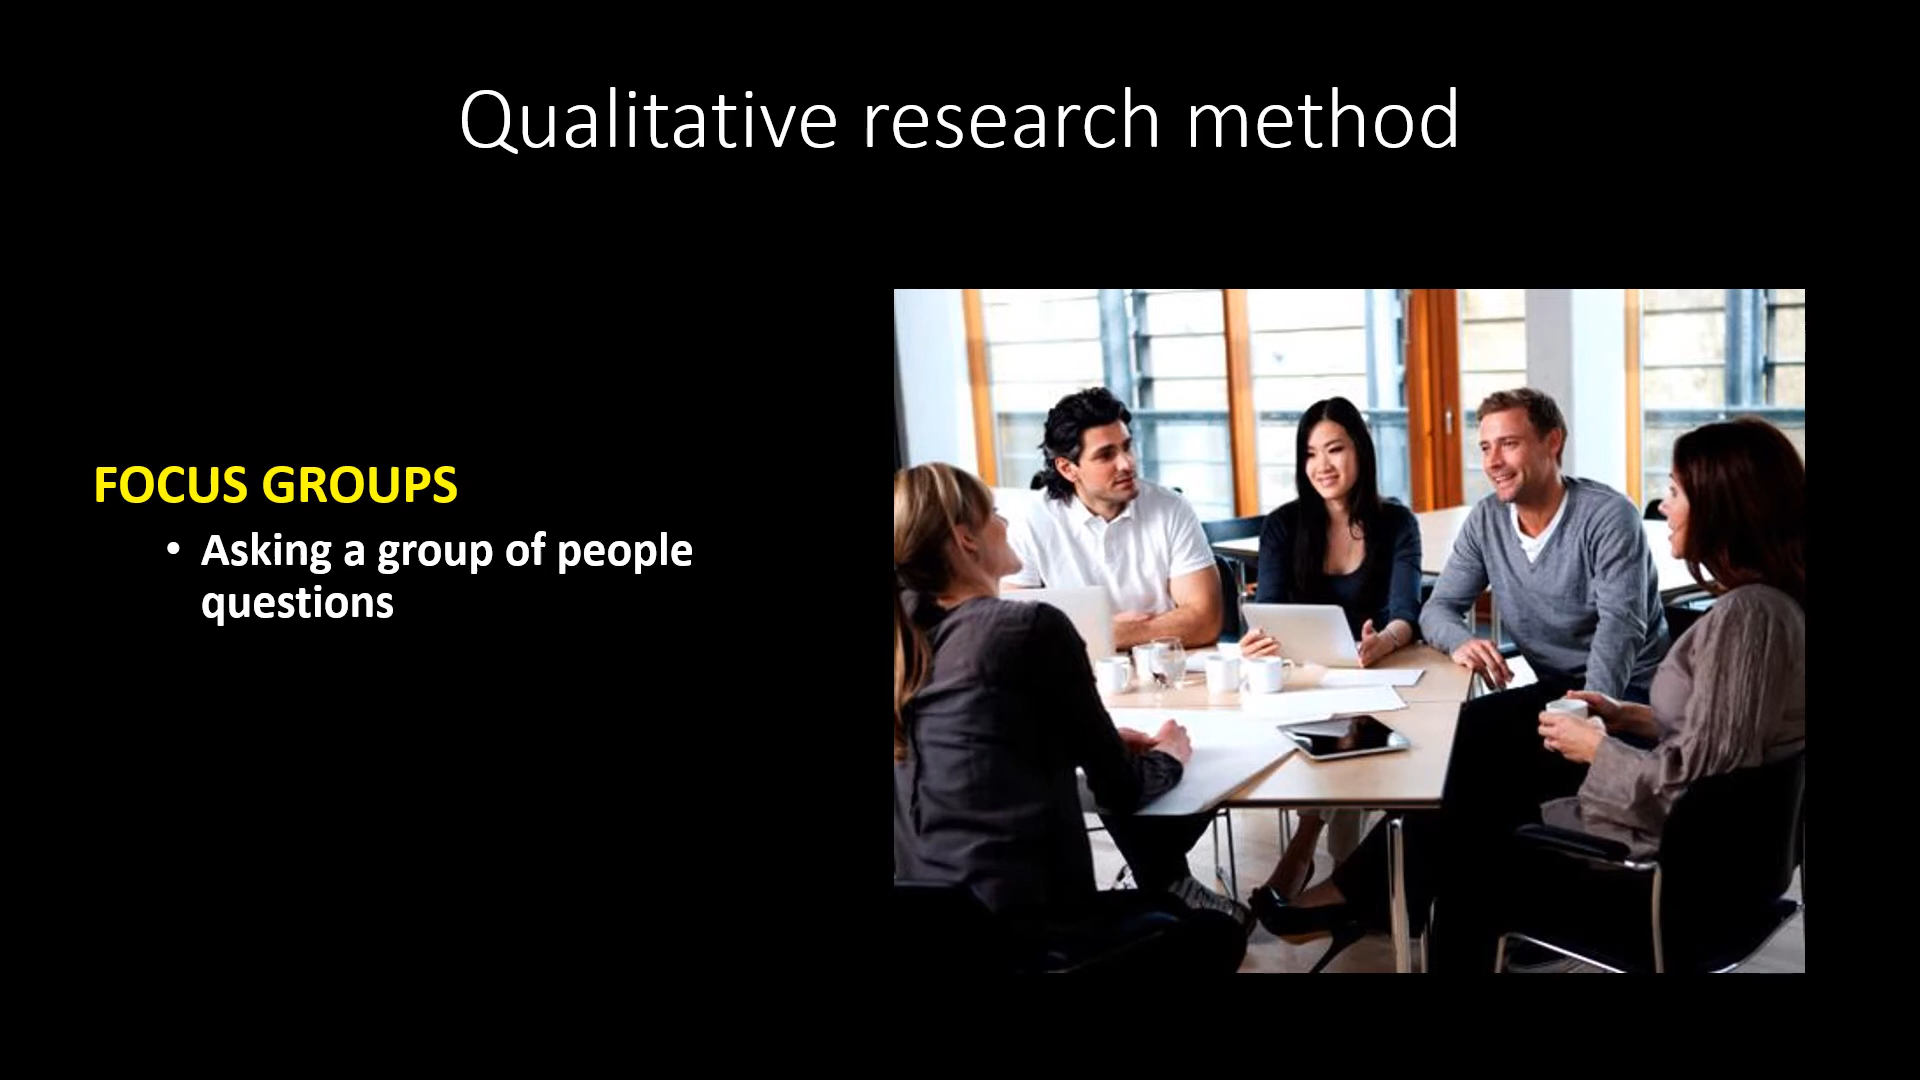 Qualitative research method
FOCUS GROUPS
• Asking a group of people
questions